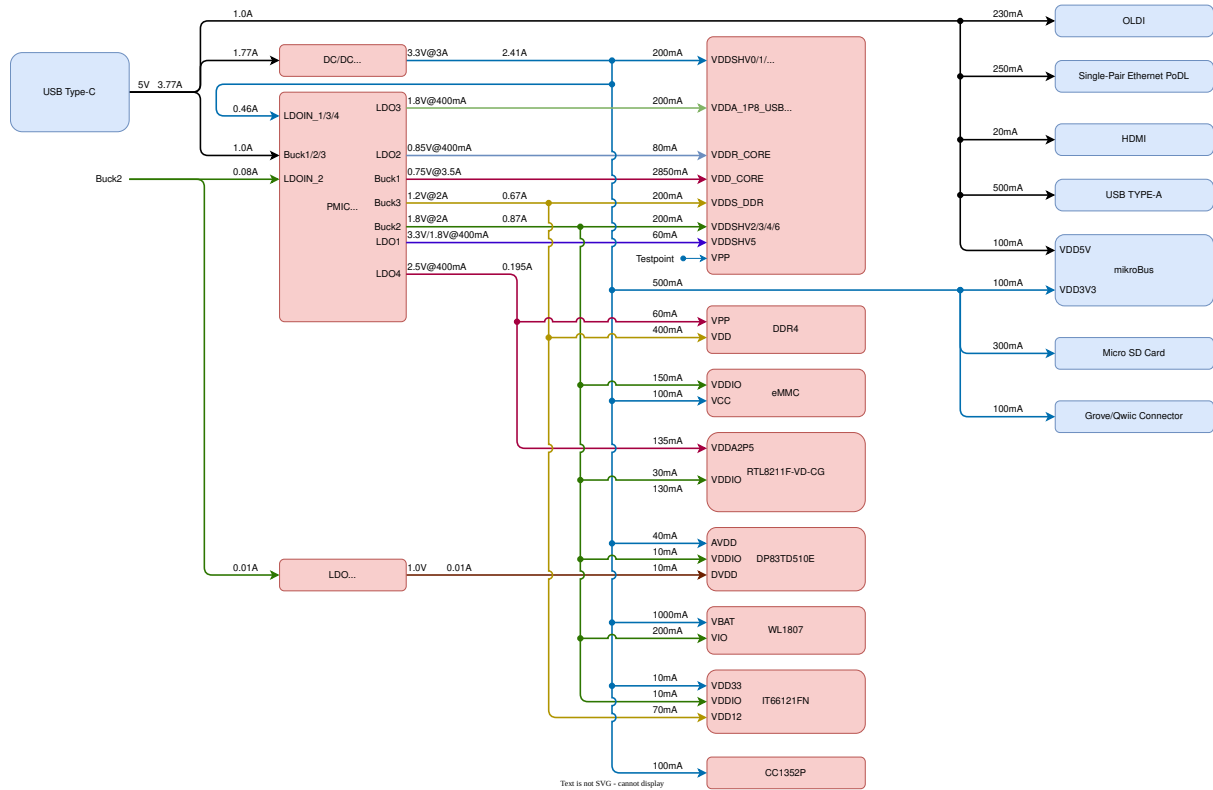 1.0A
230mA
OLDI
1.77A
DC/DC...
3.3V@3A
2.41A
200mA
VDDSHV0/1/...
250mA
Single-Pair Ethernet PoDL
USB Type-C
5V 3.77A
0.46A
LDOIN_1/3/4
LDO3
1.8V@400mA
200mA
VDDA_1P8_USB...
20mA
HDMI
1.0A
Buck1/2/3
LDO2
0.85V@400mA
80mA
VDDR_CORE
Buck2
0.08A
LDOIN_2
Buck1
0.75V@3.5A
2850mA
VDD_CORE
500mA
USB TYPE-A
PMIC...
Buck3
1.2V@2A
0.67A
200mA
VDDS_DDR
Buck2
1.8V@2A
0.87A
200mA
VDDSHV2/3/4/6
LDO1
3.3V/1.8V@400mA
60mA
VDDSHV5
100mA
VDD5V
Testpoint
VPP
mikroBus
LDO4
2.5V@400mA
0.195A
500mA
100mA
VDD3V3
60mA
VPP
DDR4
400mA
VDD
300mA
Micro SD Card
150mA
VDDIO
eMMC
100mA
VCC
100mA
Grove/Qwiic Connector
135mA
VDDA2P5
RTL8211F-VD-CG
30mA
VDDIO
130mA
40mA
AVDD
10mA
VDDIO
DP83TD510E
0.01A
LDO...
1.0V
0.01A
10mA
DVDD
1000mA
VBAT
WL1807
200mA
VIO
10mA
VDD33
10mA
VDDIO
IT66121FN
70mA
VDD12
100mA
CC1352P
Text is not SVG - cannot display